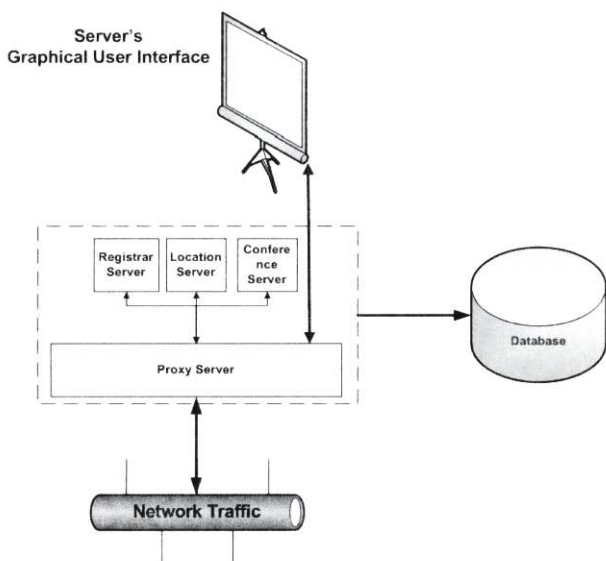 Server's
Graphical User Interface
Registrar
Server
Location
Server
Confere
nce
Server
Proxy Server
Database
Network Traffic